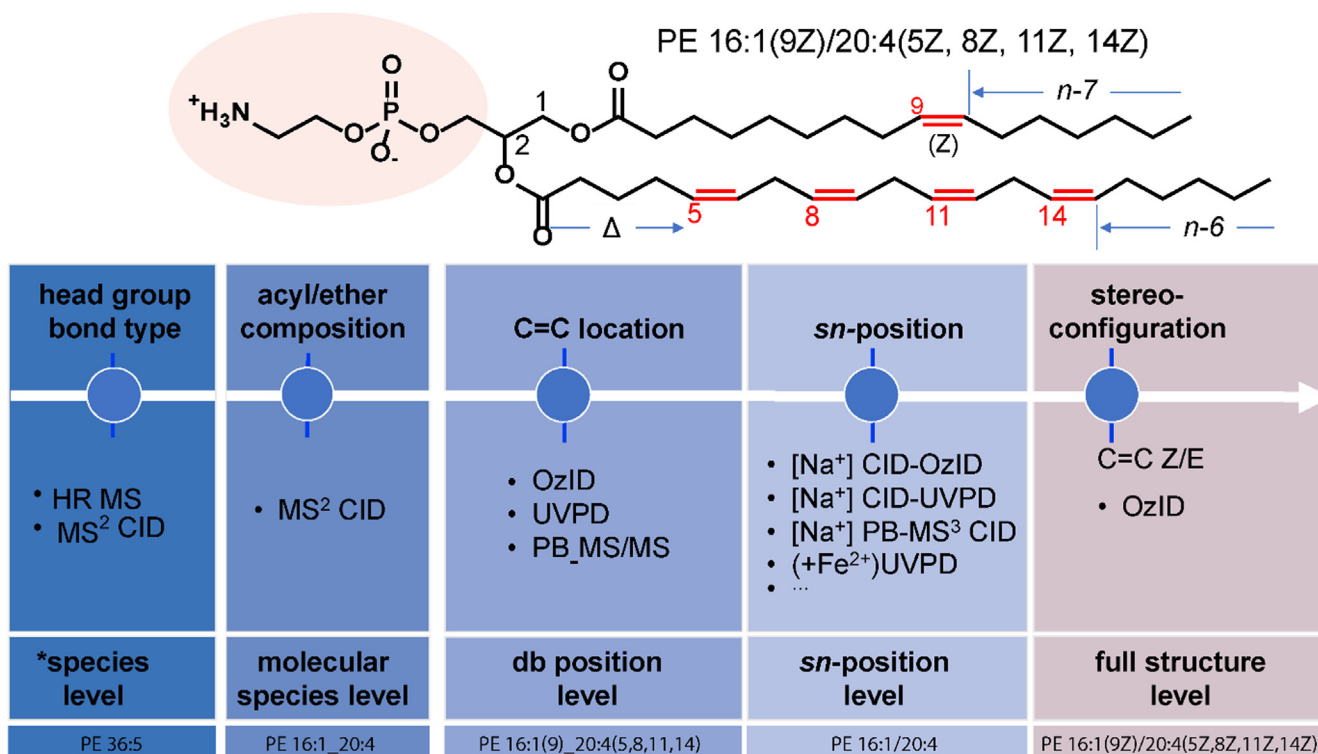 PE 16:1(9Z)/20:4(5Z, 8Z, 11Z, 14Z)
O
+
H3N
O
P
O
O
O-
1
2
O
O
9
(Z)
n-7
O
O
Δ
5
8
11
14
n-6
head group
bond type
acyl/ether
composition
C=C location
sn-position
stereo-
configuration
• HR MS
• MS² CID
• MS² CID
• OzID
• UVPD
• PB_MS/MS
• [Na⁺] CID-OzID
• [Na⁺] CID-UVPD
• [Na⁺] PB-MS³ CID
• (+Fe²⁺)UVPD
• ...
C=C Z/E
• OzID
*species
level
molecular
species level
db position
level
sn-position
level
full structure
level
PE 36:5
PE 16:1_20:4
PE 16:1(9)_20:4(5,8,11,14)
PE 16:1/20:4
PE 16:1(9Z)/20:4(5Z,8Z,11Z,14Z)